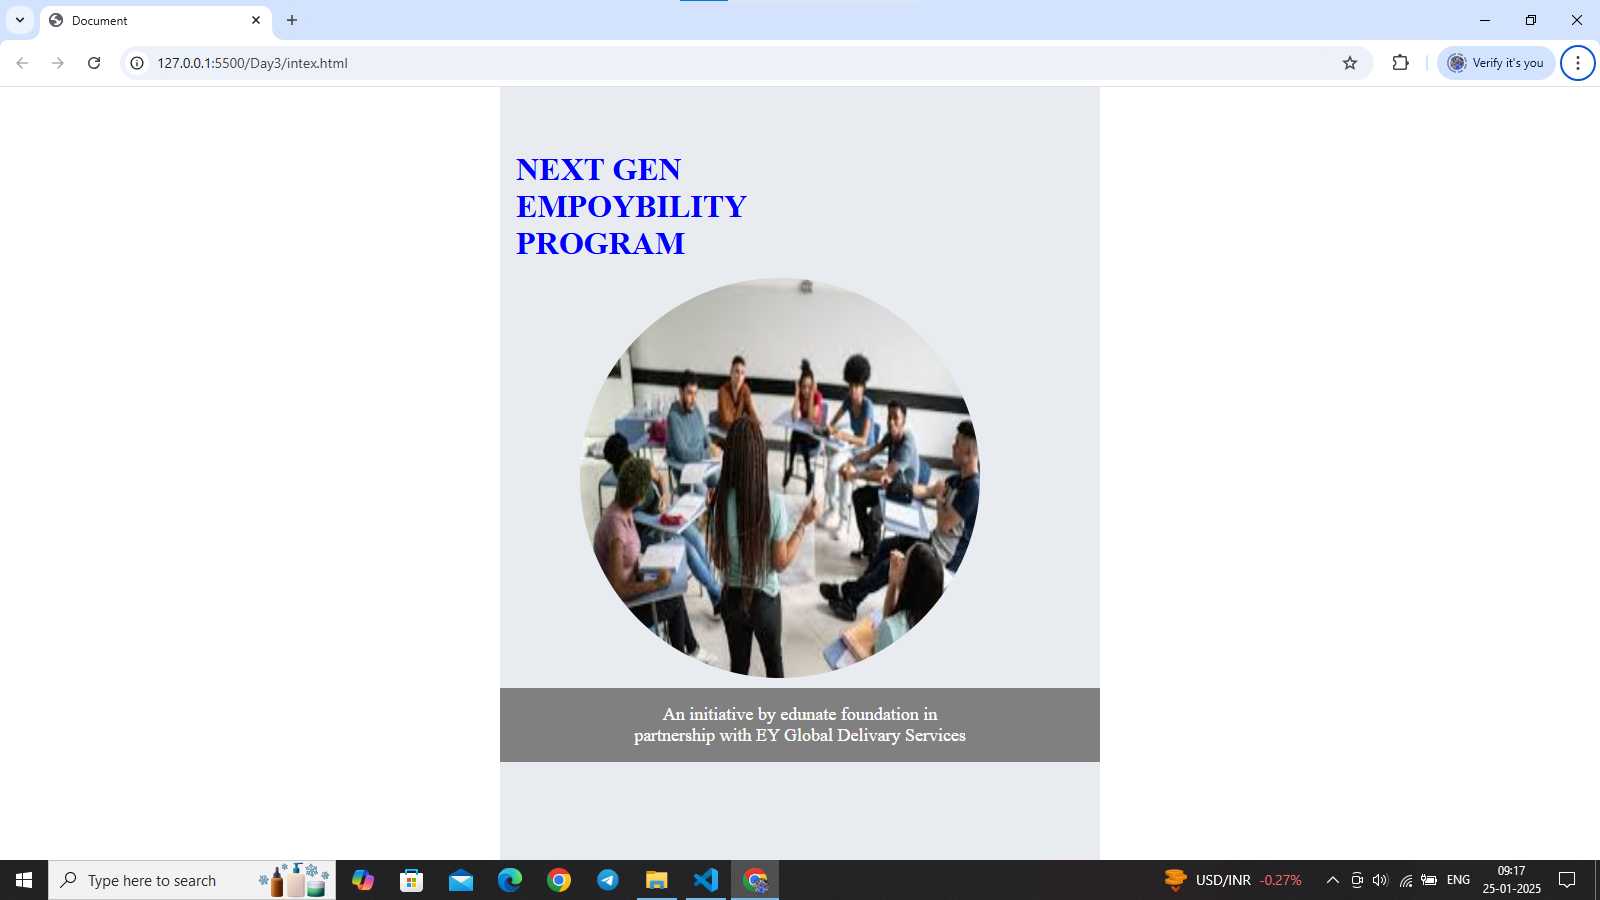 Document
127.0.0.1:5500/Day3/intex.html
Verify it's you
NEXT GEN
EMPOYBILITY
PROGRAM
An initiative by edunate foundation in
partnership with EY Global Delivary Services
Type here to search
USD/INR -0.27%
ENG
09:17
25-01-2025